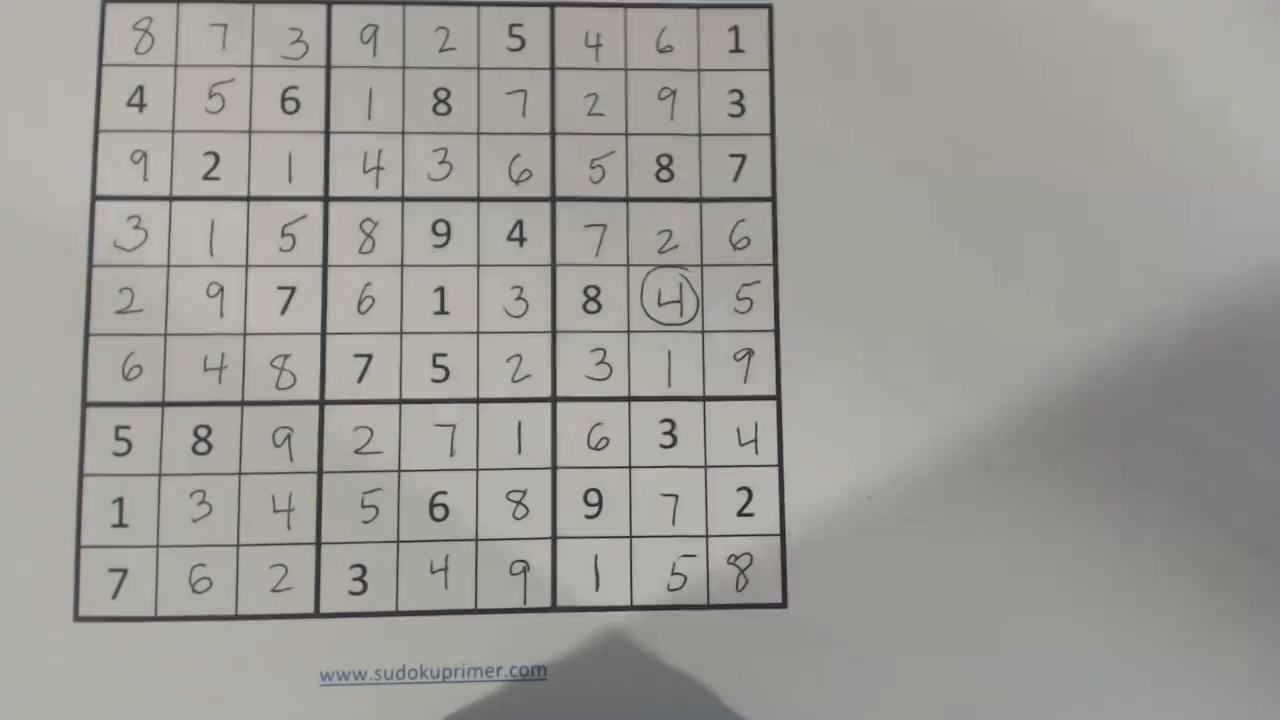 8 7 3 9 2 5 4 6 1
4 5 6 1 8 7 2 9 3
9 2 1 4 3 6 5 8 7
3 1 5 8 9 4 7 2 6
2 9 7 6 1 3 8 4 5
6 4 8 7 5 2 3 1 9
5 8 9 2 7 1 6 3 4
1 3 4 5 6 8 9 7 2
7 6 2 3 4 9 1 5 8
www.sudokuprimer.com